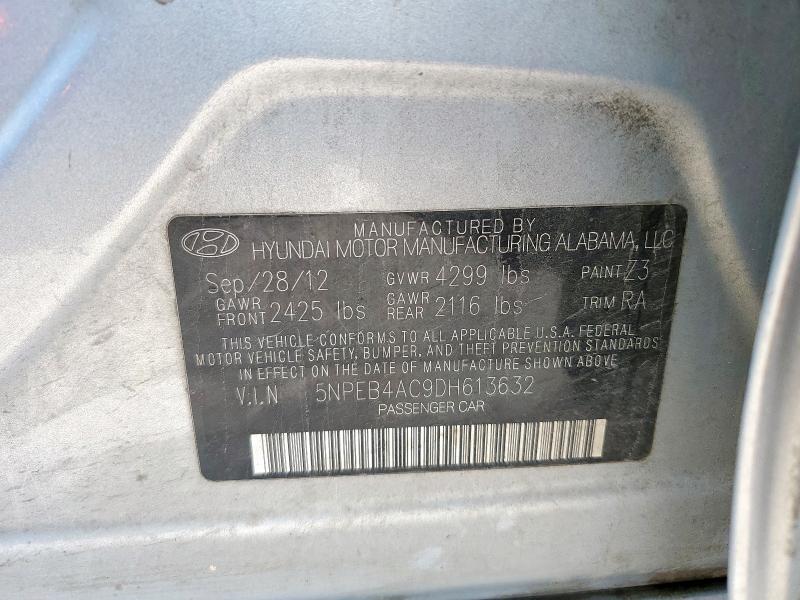 MANUFACTURED BY
HYUNDAI MOTOR MANUFACTURING ALABAMA, LLC
Sep/28/12 GVWR 4299 lbs PAINT Z3
GAWR FRONT 2425 lbs GAWR REAR 2116 lbs TRIM RA
THIS VEHICLE CONFORMS TO ALL APPLICABLE U.S.A. FEDERAL
MOTOR VEHICLE SAFETY, BUMPER, AND THEFT PREVENTION STANDARDS
IN EFFECT ON THE DATE OF MANUFACTURE SHOWN ABOVE
V.I.N 5NPEB4AC9DH613632
PASSENGER CAR